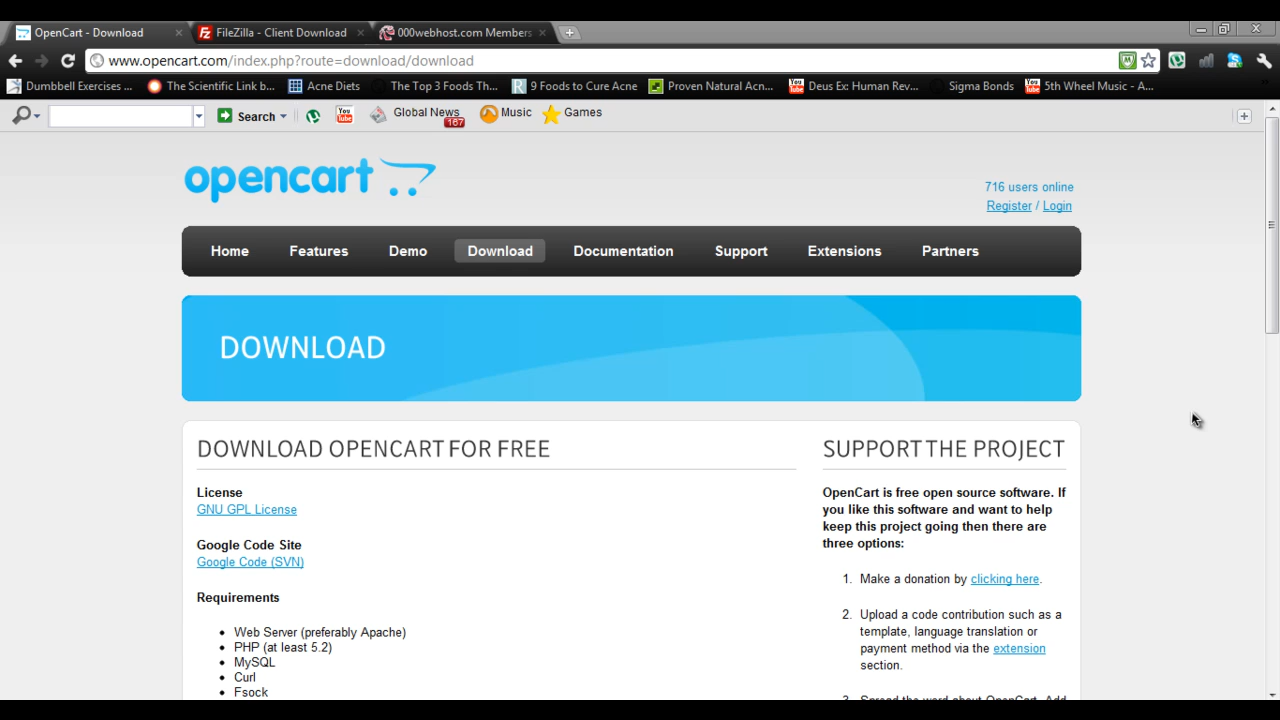 OpenCart - Download
FileZilla - Client Download
000webhost.com Members
www.opencart.com/index.php?route=download/download
Dumbbell Exercises ...
The Scientific Link b...
Acne Diets
The Top 3 Foods Th...
9 Foods to Cure Acne
Proven Natural Acn...
Deus Ex: Human Rev...
Sigma Bonds
5th Wheel Music - A...
Search
Global News
167
Music
Games
opencart
716 users online
Register / Login
Home
Features
Demo
Download
Documentation
Support
Extensions
Partners
DOWNLOAD
DOWNLOAD OPENCART FOR FREE
License
GNU GPL License
Google Code Site
Google Code (SVN)
Requirements
Web Server (preferably Apache)
PHP (at least 5.2)
MySQL
Curl
Fsock
SUPPORT THE PROJECT
OpenCart is free open source software. If
you like this software and want to help
keep this project going then there are
three options:
1. Make a donation by clicking here.
2. Upload a code contribution such as a
template, language translation or
payment method via the extension
section.
3. Spread the word about OpenCart. Add